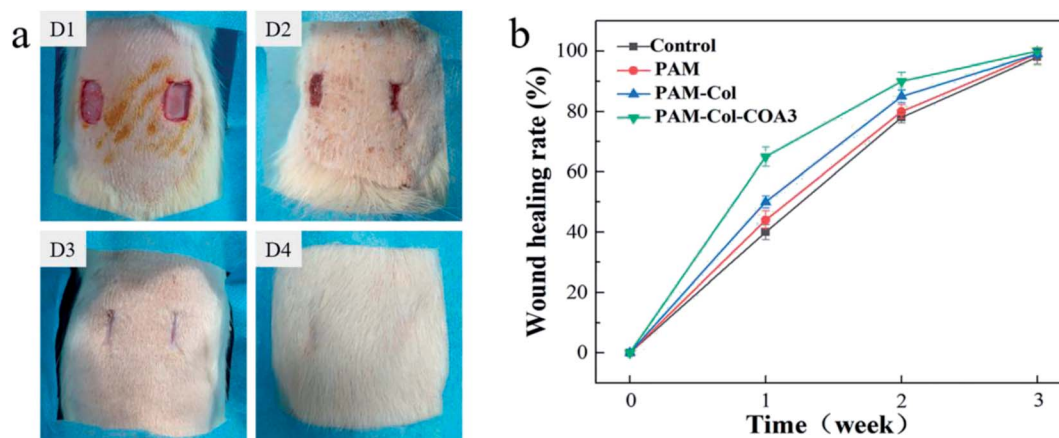 a
D1
D2
D3
D4
b
Wound healing rate (%)
100
80
60
40
20
0
Control
PAM
PAM-Col
PAM-Col-COA3
0
1
2
3
Time（week）